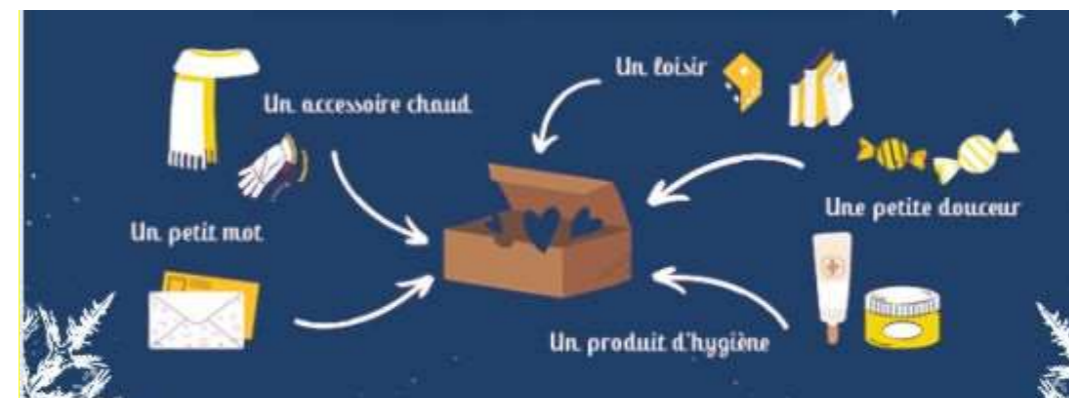 Un loisir
Un accessoire chaud
Une petite douceur
Un petit mot
Un produit d'hygiène